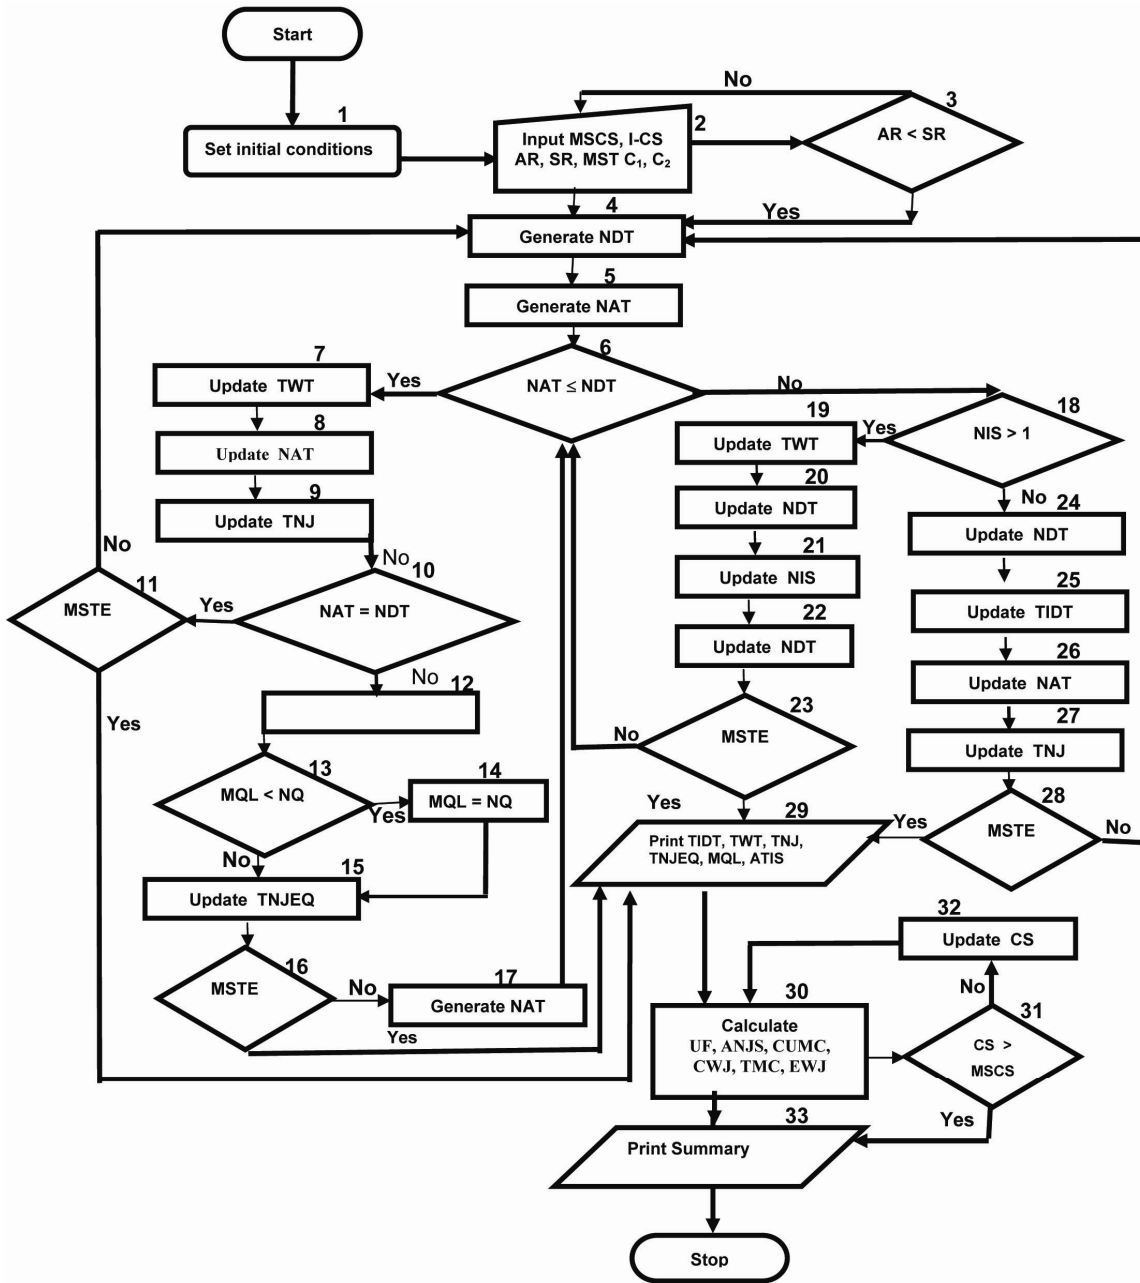 Start
No
3
1
2
Set initial conditions
Input MSCS, I-CS
AR, SR, MST C₁, C₂
AR < SR
Yes
4
Generate NDT
5
Generate NAT
6
NAT ≤ NDT
Yes
No
7
Update TWT
8
Update NAT
9
Update TNJ
No
10
NAT = NDT
Yes
11
MSTE
No
Yes
No
12
13
MQL < NQ
Yes
14
MQL = NQ
No
15
Update TNJEQ
16
MSTE
No
Yes
17
Generate NAT
18
NIS > 1
Yes
No
19
Update TWT
20
Update NDT
21
Update NIS
22
Update NDT
23
MSTE
No
Yes
24
Update NDT
25
Update TIDT
26
Update NAT
27
Update TNJ
28
MSTE
Yes
No
29
Print TIDT, TWT, TNJ,
TNJEQ, MQL, ATIS
32
Update CS
No
30
Calculate
UF, ANJS, CUMC,
CWJ, TMC, EWJ
31
CS >
MSCS
Yes
33
Print Summary
Stop